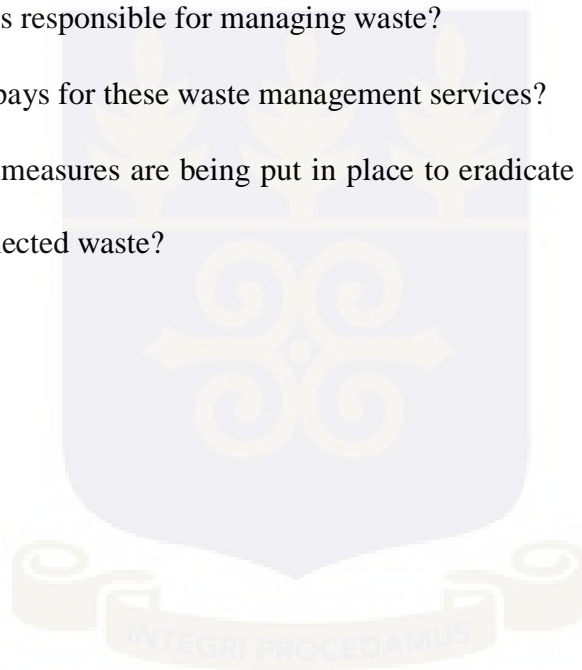 s responsible for managing waste?
pays for these waste management services?
measures are being put in place to eradicate
lected waste?
INTEGRI PROCEDAMUS